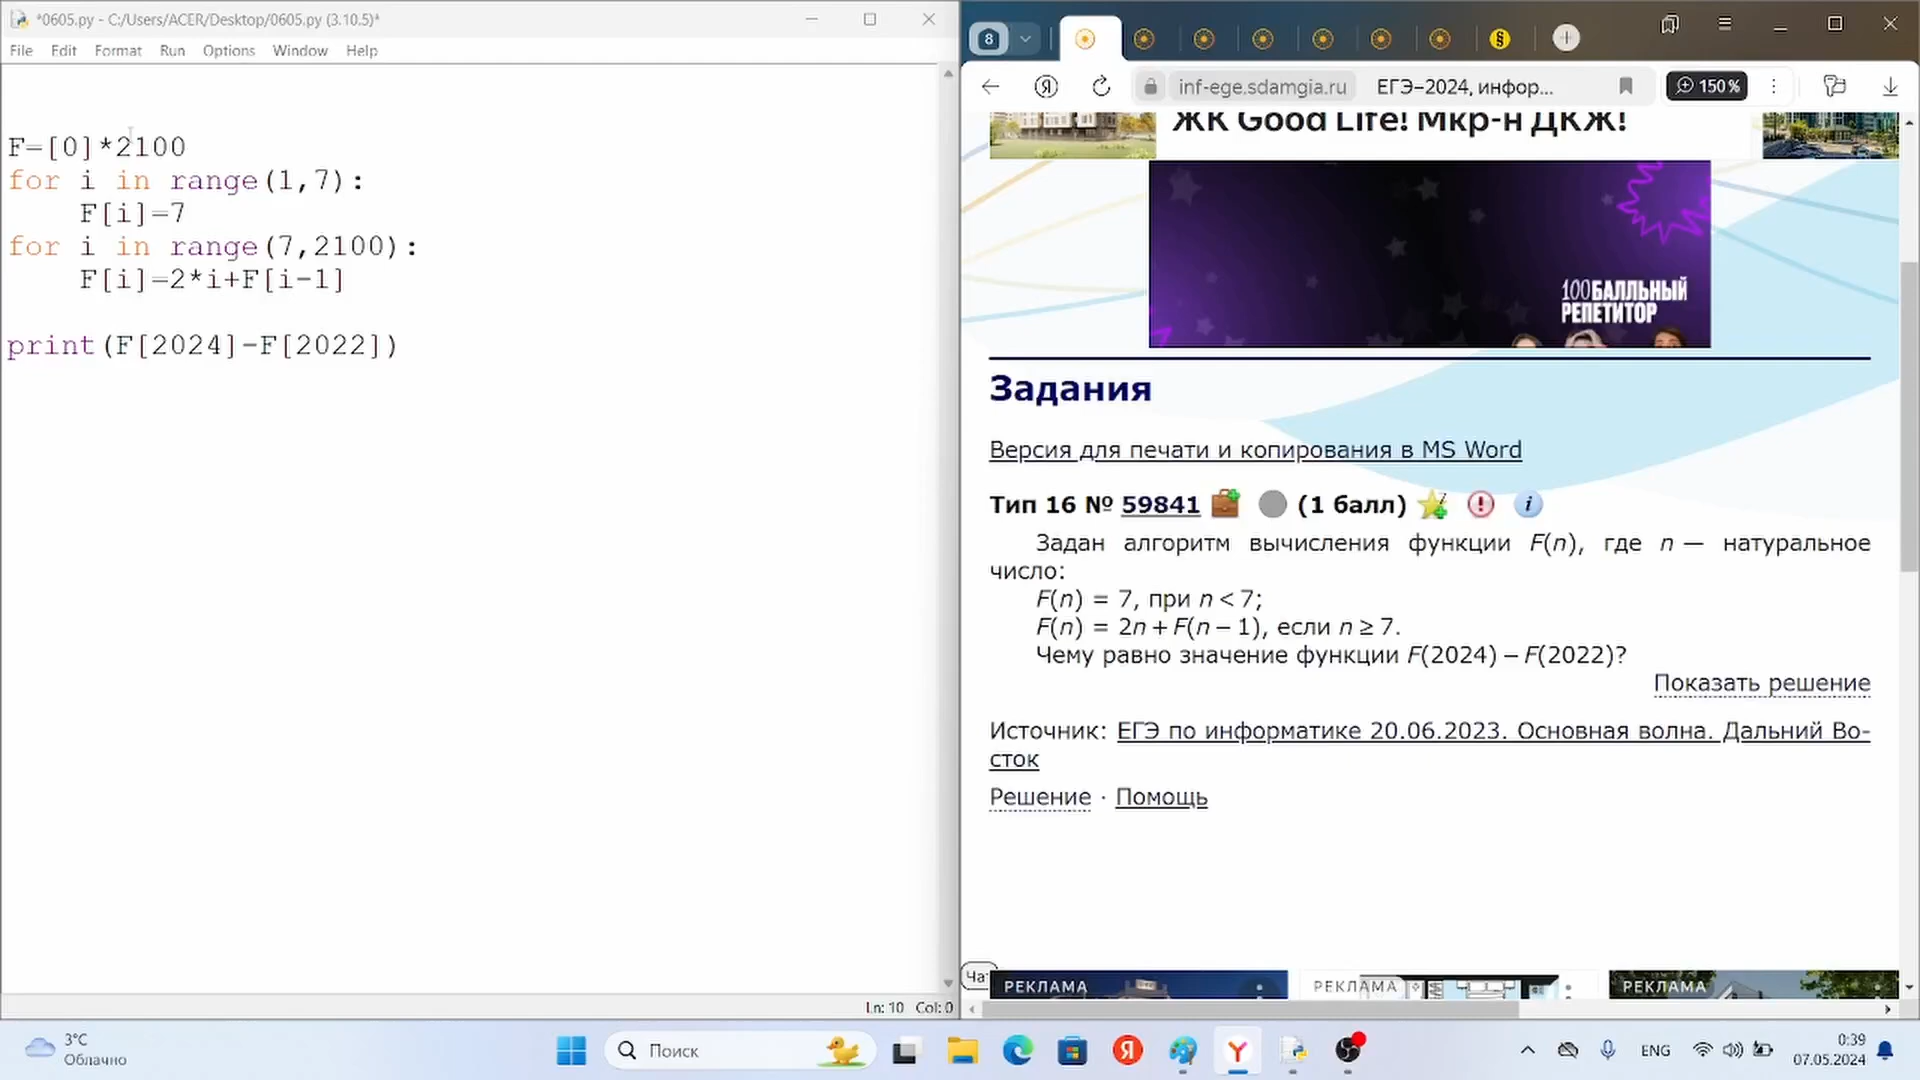 *0605.py - C:/Users/ACER/Desktop/0605.py (3.10.5)*
File Edit Format Run Options Window Help
F=[0]*2100
for i in range(1,7):
    F[i]=7
for i in range(7,2100):
    F[i]=2*i+F[i-1]
print(F[2024]-F[2022])
Ln: 10 Col: 0
8
inf-ege.sdamgia.ru ЕГЭ−2024, инфор... 150 %
ЖК Good Life! Мкр-н ДКЖ!
100БАЛЛЬНЫЙ
РЕПЕТИТОР
Задания
Версия для печати и копирования в MS Word
Тип 16 № 59841 (1 балл)
Задан алгоритм вычисления функции F(n), где n — натуральное
число:
F(n) = 7, при n < 7;
F(n) = 2n + F(n − 1), если n ≥ 7.
Чему равно значение функции F(2024) − F(2022)?
Показать решение
Источник: ЕГЭ по информатике 20.06.2023. Основная волна. Дальний Во-
сток
Решение · Помощь
Чат
РЕКЛАМА РЕКЛАМА РЕКЛАМА
3°C
Облачно
Поиск
ENG
0:39
07.05.2024